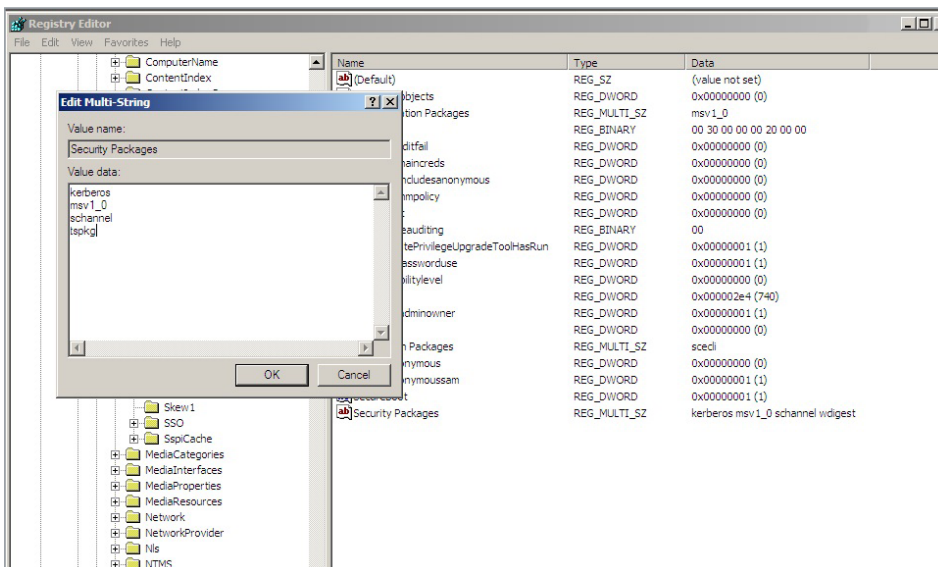 Registry Editor
File Edit View Favorites Help
ComputerName
ContentIndex
Skew1
SSO
SspiCache
MediaCategories
MediaInterfaces
MediaProperties
MediaResources
Network
NetworkProvider
Nls
NTMS
Edit Multi-String
Value name:
Security Packages
Value data:
kerberos
msv1_0
schannel
tspkg
OK Cancel
Name Type Data
(Default) REG_SZ (value not set)
bjects REG_DWORD 0x00000000 (0)
tion Packages REG_MULTI_SZ msv1_0
REG_BINARY 00 30 00 00 00 20 00 00
ditfail REG_DWORD 0x00000000 (0)
aincreds REG_DWORD 0x00000000 (0)
cludesanonymous REG_DWORD 0x00000000 (0)
mpolicy REG_DWORD 0x00000000 (0)
REG_DWORD 0x00000000 (0)
eauditing REG_BINARY 00
tePrivilegeUpgradeToolHasRun REG_DWORD 0x00000001 (1)
assworduse REG_DWORD 0x00000001 (1)
ilitylevel REG_DWORD 0x00000000 (0)
REG_DWORD 0x000002e4 (740)
dminowner REG_DWORD 0x00000001 (1)
REG_DWORD 0x00000000 (0)
Packages REG_MULTI_SZ scecli
nymous REG_DWORD 0x00000000 (0)
nymoussam REG_DWORD 0x00000001 (1)
REG_DWORD 0x00000001 (1)
Security Packages REG_MULTI_SZ kerberos msv1_0 schannel wdigest